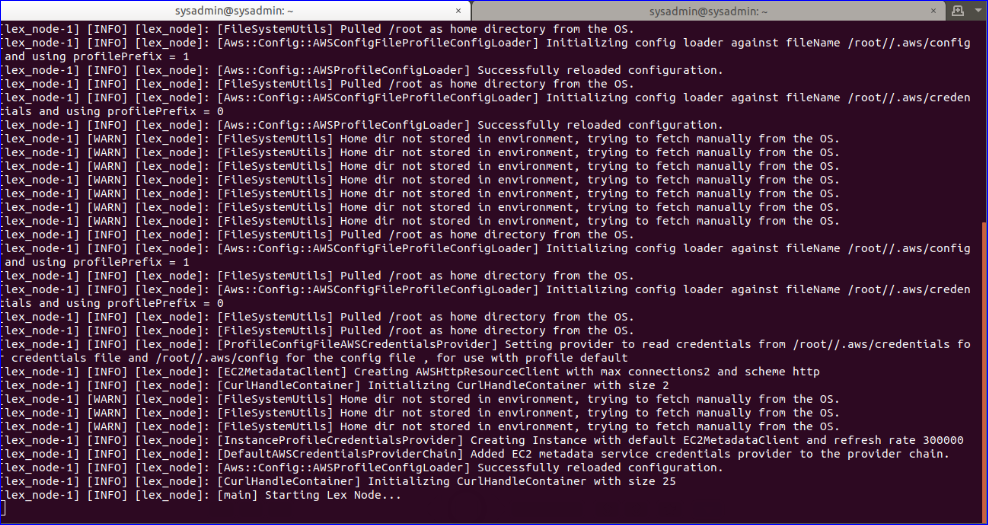 sysadmin@sysadmin: ~ × sysadmin@sysadmin: ~ ×
[lex_node-1] [INFO] [lex_node]: [FileSystemUtils] Pulled /root as home directory from the OS.
[lex_node-1] [INFO] [lex_node]: [Aws::Config::AWSConfigFileProfileConfigLoader] Initializing config loader against fileName /root//.aws/config
and using profilePrefix = 1
[lex_node-1] [INFO] [lex_node]: [Aws::Config::AWSProfileConfigLoader] Successfully reloaded configuration.
[lex_node-1] [INFO] [lex_node]: [FileSystemUtils] Pulled /root as home directory from the OS.
[lex_node-1] [INFO] [lex_node]: [Aws::Config::AWSConfigFileProfileConfigLoader] Initializing config loader against fileName /root//.aws/creden
tials and using profilePrefix = 0
[lex_node-1] [INFO] [lex_node]: [Aws::Config::AWSProfileConfigLoader] Successfully reloaded configuration.
[lex_node-1] [WARN] [lex_node]: [FileSystemUtils] Home dir not stored in environment, trying to fetch manually from the OS.
[lex_node-1] [WARN] [lex_node]: [FileSystemUtils] Home dir not stored in environment, trying to fetch manually from the OS.
[lex_node-1] [WARN] [lex_node]: [FileSystemUtils] Home dir not stored in environment, trying to fetch manually from the OS.
[lex_node-1] [WARN] [lex_node]: [FileSystemUtils] Home dir not stored in environment, trying to fetch manually from the OS.
[lex_node-1] [WARN] [lex_node]: [FileSystemUtils] Home dir not stored in environment, trying to fetch manually from the OS.
[lex_node-1] [WARN] [lex_node]: [FileSystemUtils] Home dir not stored in environment, trying to fetch manually from the OS.
[lex_node-1] [WARN] [lex_node]: [FileSystemUtils] Home dir not stored in environment, trying to fetch manually from the OS.
[lex_node-1] [INFO] [lex_node]: [FileSystemUtils] Pulled /root as home directory from the OS.
[lex_node-1] [INFO] [lex_node]: [Aws::Config::AWSConfigFileProfileConfigLoader] Initializing config loader against fileName /root//.aws/config
and using profilePrefix = 1
[lex_node-1] [INFO] [lex_node]: [FileSystemUtils] Pulled /root as home directory from the OS.
[lex_node-1] [INFO] [lex_node]: [Aws::Config::AWSConfigFileProfileConfigLoader] Initializing config loader against fileName /root//.aws/creden
tials and using profilePrefix = 0
[lex_node-1] [INFO] [lex_node]: [FileSystemUtils] Pulled /root as home directory from the OS.
[lex_node-1] [INFO] [lex_node]: [FileSystemUtils] Pulled /root as home directory from the OS.
[lex_node-1] [INFO] [lex_node]: [ProfileConfigFileAWSCredentialsProvider] Setting provider to read credentials from /root//.aws/credentials fo
r credentials file and /root//.aws/config for the config file , for use with profile default
[lex_node-1] [INFO] [lex_node]: [EC2MetadataClient] Creating AWSHttpResourceClient with max connections2 and scheme http
[lex_node-1] [INFO] [lex_node]: [CurlHandleContainer] Initializing CurlHandleContainer with size 2
[lex_node-1] [WARN] [lex_node]: [FileSystemUtils] Home dir not stored in environment, trying to fetch manually from the OS.
[lex_node-1] [WARN] [lex_node]: [FileSystemUtils] Home dir not stored in environment, trying to fetch manually from the OS.
[lex_node-1] [WARN] [lex_node]: [FileSystemUtils] Home dir not stored in environment, trying to fetch manually from the OS.
[lex_node-1] [INFO] [lex_node]: [InstanceProfileCredentialsProvider] Creating Instance with default EC2MetadataClient and refresh rate 300000
[lex_node-1] [INFO] [lex_node]: [DefaultAWSCredentialsProviderChain] Added EC2 metadata service credentials provider to the provider chain.
[lex_node-1] [INFO] [lex_node]: [Aws::Config::AWSProfileConfigLoader] Successfully reloaded configuration.
[lex_node-1] [INFO] [lex_node]: [CurlHandleContainer] Initializing CurlHandleContainer with size 25
[lex_node-1] [INFO] [lex_node]: [main] Starting Lex Node...